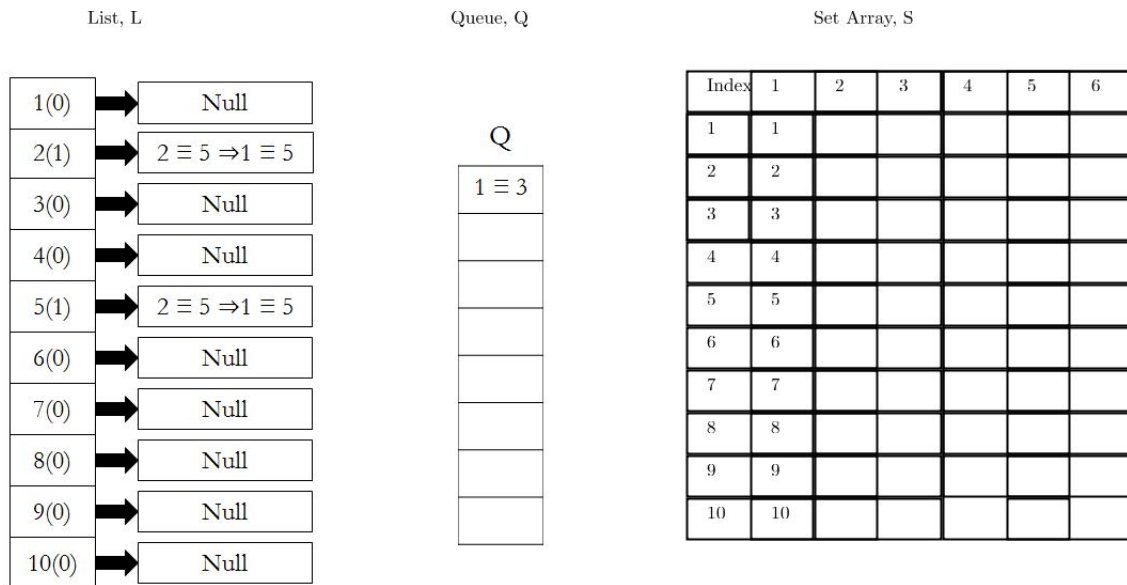 List, L
Queue, Q
Set Array, S
1(0) Null
2(1) 2 ≡ 5 ⇒1 ≡ 5
3(0) Null
4(0) Null
5(1) 2 ≡ 5 ⇒1 ≡ 5
6(0) Null
7(0) Null
8(0) Null
9(0) Null
10(0) Null
Q
1 ≡ 3
Index 1 2 3 4 5 6
1 1
2 2
3 3
4 4
5 5
6 6
7 7
8 8
9 9
10 10